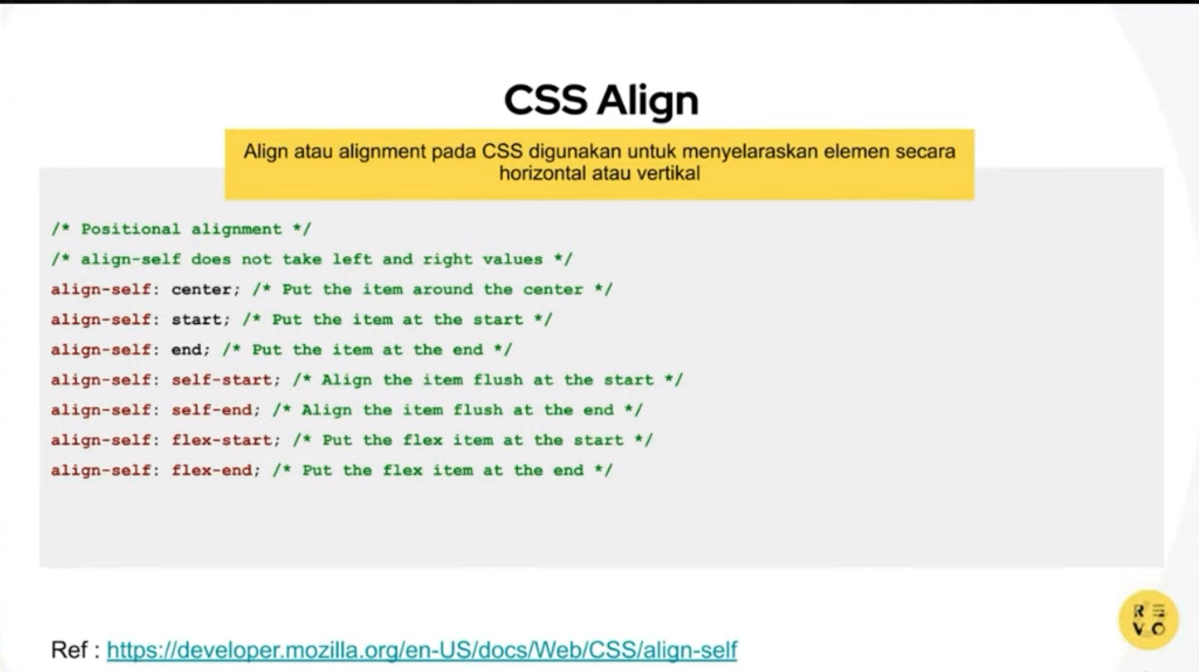 CSS Align
Align atau alignment pada CSS digunakan untuk menyelaraskan elemen secara
horizontal atau vertikal
/* Positional alignment */
/* align-self does not take left and right values */
align-self: center; /* Put the item around the center */
align-self: start; /* Put the item at the start */
align-self: end; /* Put the item at the end */
align-self: self-start; /* Align the item flush at the start */
align-self: self-end; /* Align the item flush at the end */
align-self: flex-start; /* Put the flex item at the start */
align-self: flex-end; /* Put the flex item at the end */
R E
V O
Ref : https://developer.mozilla.org/en-US/docs/Web/CSS/align-self